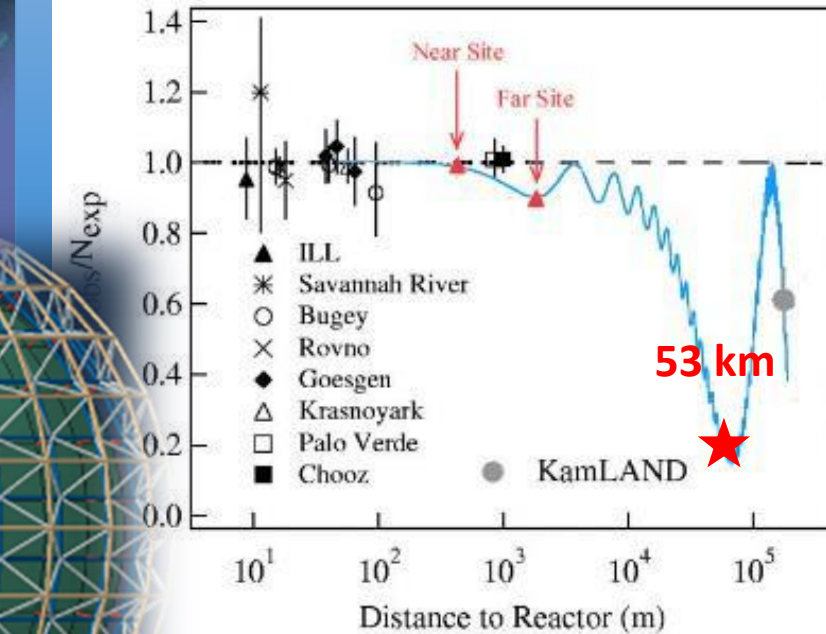 1.4
Near Site
1.2
Far Site
1.0
0.8
ILL
Savannah River
Bugey
0.6
Rovno
53 km
0.4
Goesgen
Krasnoyark
0.2
Palo Verde
Chooz
KamLAND
0.0
/Nexp
10¹ 10² 10³ 10⁴ 10⁵
Distance to Reactor (m)